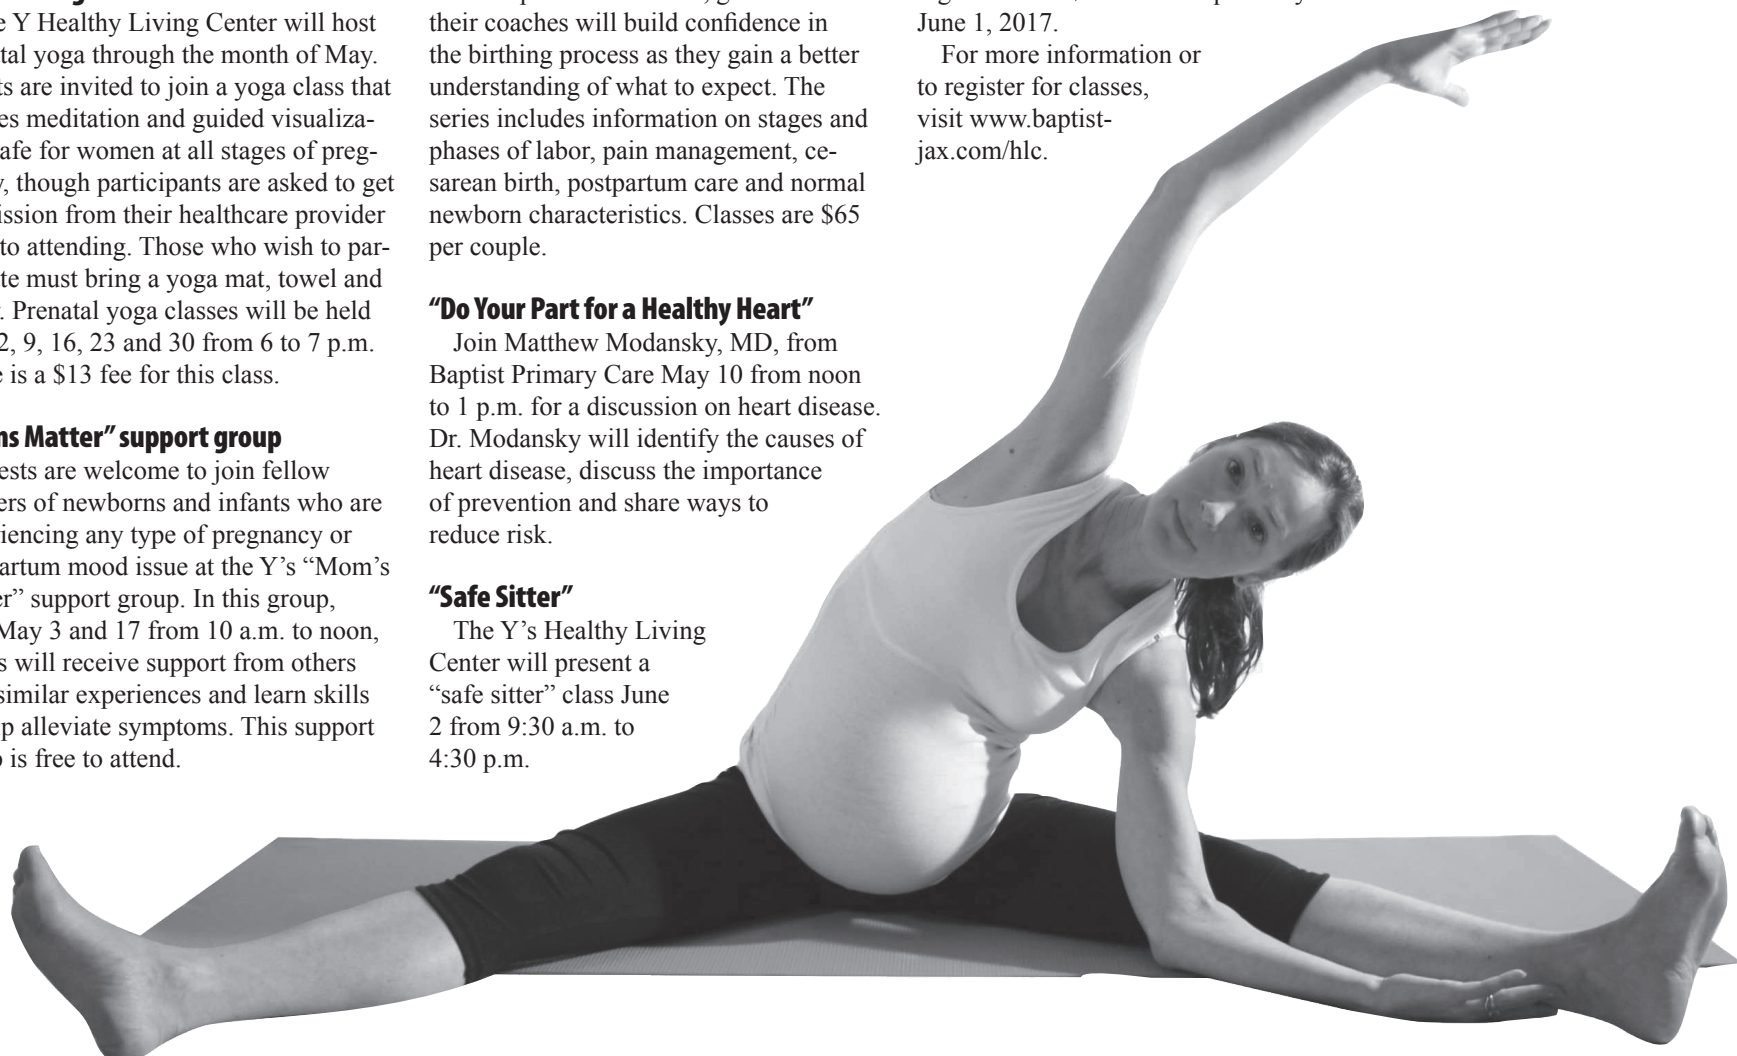 e Y Healthy Living Center will host
tal yoga through the month of May.
ts are invited to join a yoga class that
es meditation and guided visualiza-
afe for women at all stages of preg-
y, though participants are asked to get
ission from their healthcare provider
to attending. Those who wish to par-
te must bring a yoga mat, towel and
. Prenatal yoga classes will be held
2, 9, 16, 23 and 30 from 6 to 7 p.m.
e is a $13 fee for this class.
ns Matter” support group
ests are welcome to join fellow
ers of newborns and infants who are
riencing any type of pregnancy or
artum mood issue at the Y’s “Mom’s
er” support group. In this group,
May 3 and 17 from 10 a.m. to noon,
s will receive support from others
similar experiences and learn skills
p alleviate symptoms. This support
p is free to attend.
their coaches will build confidence in
the birthing process as they gain a better
understanding of what to expect. The
series includes information on stages and
phases of labor, pain management, ce-
sarean birth, postpartum care and normal
newborn characteristics. Classes are $65
per couple.
“Do Your Part for a Healthy Heart”
Join Matthew Modansky, MD, from
Baptist Primary Care May 10 from noon
to 1 p.m. for a discussion on heart disease.
Dr. Modansky will identify the causes of
heart disease, discuss the importance
of prevention and share ways to
reduce risk.
“Safe Sitter”
The Y’s Healthy Living
Center will present a
“safe sitter” class June
2 from 9:30 a.m. to
4:30 p.m.
June 1, 2017.
For more information or
to register for classes,
visit www.baptist-
jax.com/hlc.